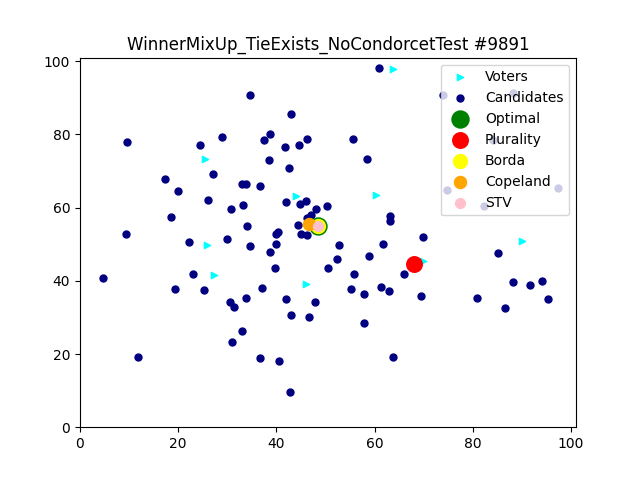 WinnerMixUp_TieExists_NoCondorcetTest #9891
100
80
60
40
20
0
0
20
40
60
80
100
Voters
Candidates
Optimal
Plurality
Borda
Copeland
STV